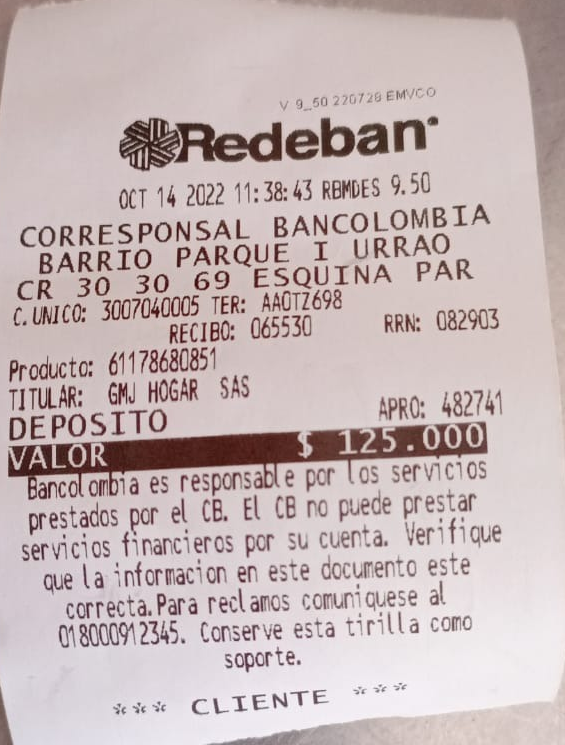 V 9_50 220728 EMVCO
Redeban
OCT 14 2022 11:38:43 RBMDES 9.50
CORRESPONSAL BANCOLOMBIA
BARRIO PARQUE I URRAO
CR 30 30 69 ESQUINA PAR
C. UNICO: 3007040005 TER: AAOTZ698
RECIBO: 065530 RRN: 082903
Producto: 61178680851
TITULAR: GMJ HOGAR SAS
DEPOSITO APRO: 482741
VALOR $ 125.000
Bancolombia es responsable por los servicios
prestados por el CB. El CB no puede prestar
servicios financieros por su cuenta. Verifique
que la informacion en este documento este
correcta. Para reclamos comuniquese al
018000912345. Conserve esta tirilla como
soporte.
*** CLIENTE ***